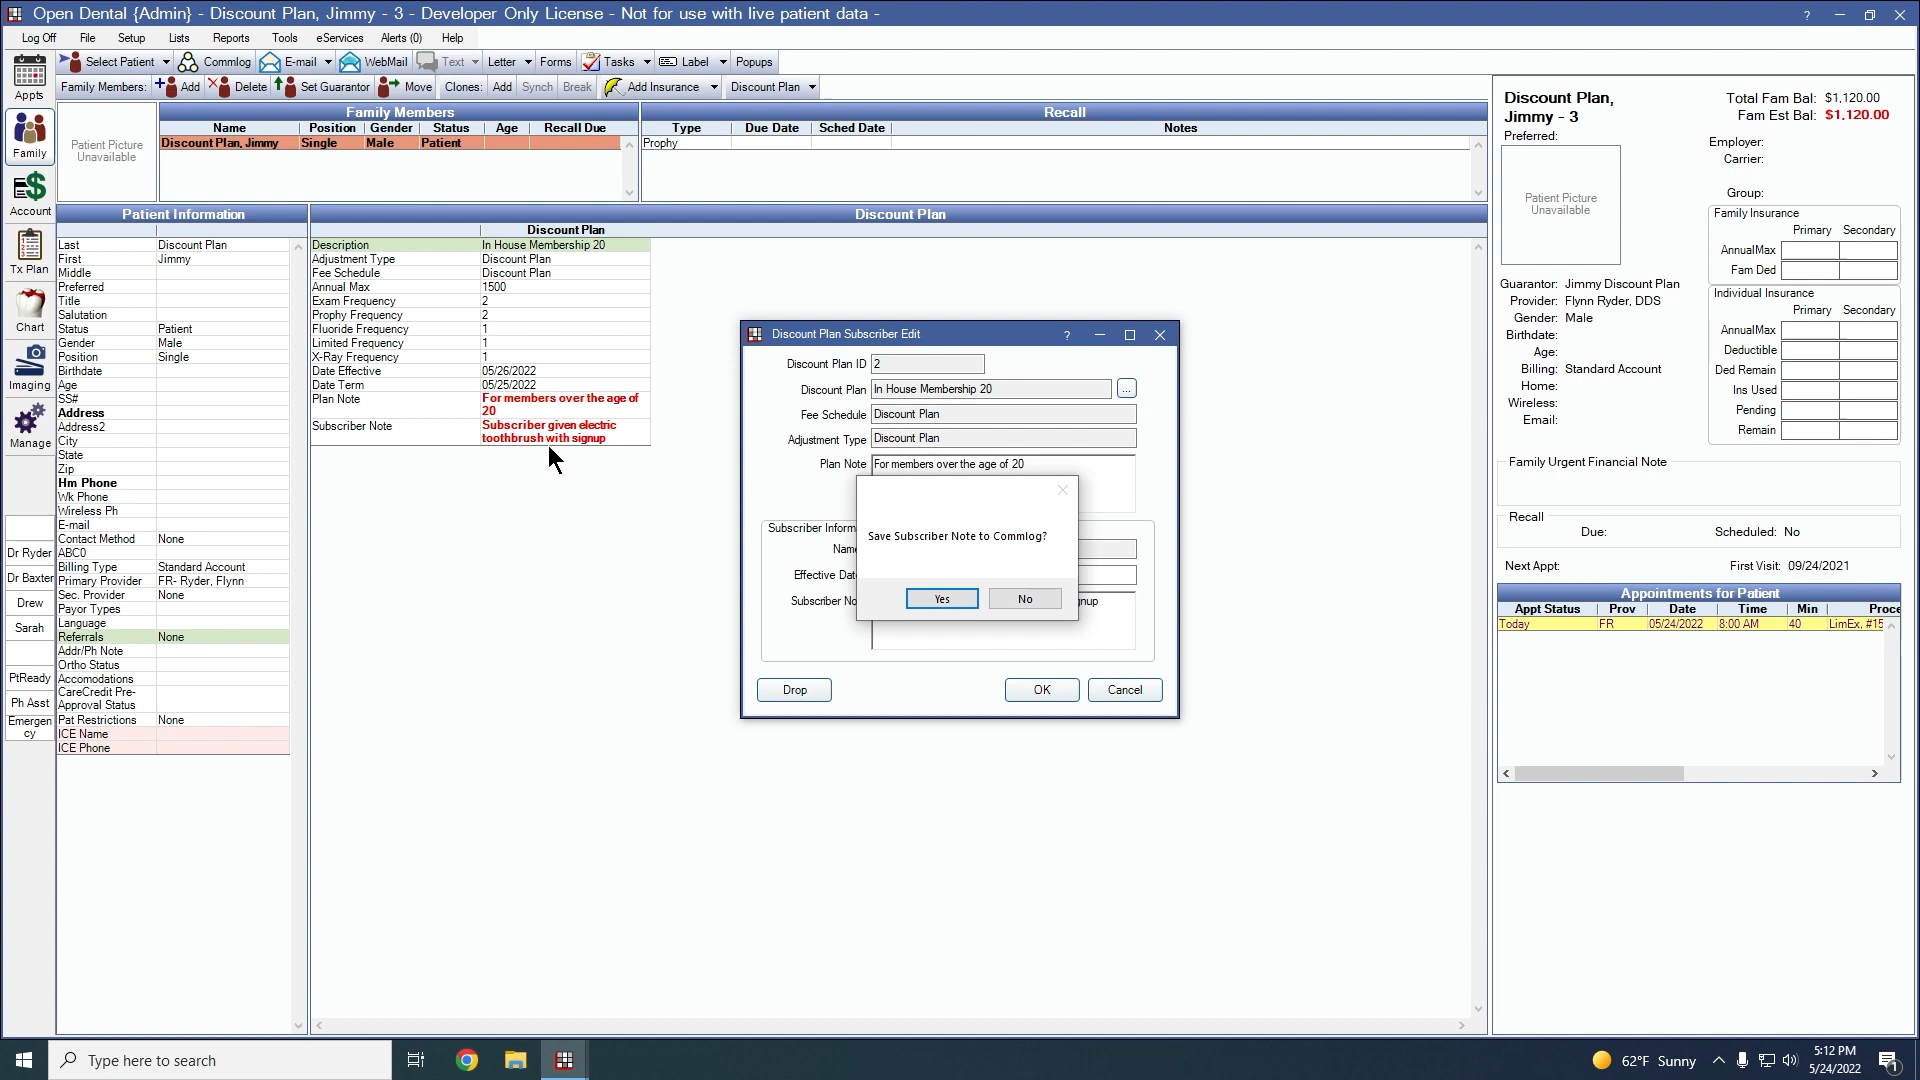 Open Dental {Admin} - Discount Plan, Jimmy - 3 - Developer Only License - Not for use with live patient data -
Log Off File Setup Lists Reports Tools eServices Alerts (0) Help
Select Patient Commlog E-mail WebMail Text Letter Forms Tasks Label Popups
Family Members: Add Delete Set Guarantor Move Clones: Add Synch Break Add Insurance Discount Plan
Appts
Family
Account
Tx Plan
Chart
Imaging
Manage
Dr Ryder
Dr Baxter
Drew
Sarah
PtReady
Ph Asst
Emergen
cy
Patient Picture
Unavailable
Family Members
Name Position Gender Status Age Recall Due
Discount Plan, Jimmy Single Male Patient
Recall
Type Due Date Sched Date Notes
Prophy
Patient Information
Last Discount Plan
First Jimmy
Middle
Preferred
Title
Salutation
Status Patient
Gender Male
Position Single
Birthdate
Age
SS#
Address
Address2
City
State
Zip
Hm Phone
Wk Phone
Wireless Ph
E-mail
Contact Method None
ABC0
Billing Type Standard Account
Primary Provider FR- Ryder, Flynn
Sec. Provider None
Payor Types
Language
Referrals None
Addr/Ph Note
Ortho Status
Accomodations
CareCredit Pre-
Approval Status
Pat Restrictions None
ICE Name
ICE Phone
Discount Plan
Discount Plan
Description In House Membership 20
Adjustment Type Discount Plan
Fee Schedule Discount Plan
Annual Max 1500
Exam Frequency 2
Prophy Frequency 2
Fluoride Frequency 1
Limited Frequency 1
X-Ray Frequency 1
Date Effective 05/26/2022
Date Term 05/25/2022
Plan Note For members over the age of
20
Subscriber Note Subscriber given electric
toothbrush with signup
Discount Plan Subscriber Edit ?
Discount Plan ID 2
Discount Plan In House Membership 20 ...
Fee Schedule Discount Plan
Adjustment Type Discount Plan
Plan Note For members over the age of 20
Subscriber Inform
Name
Effective Date
Subscriber No nup
Save Subscriber Note to Commlog?
Yes No
Drop OK Cancel
Discount Plan,
Jimmy - 3
Preferred:
Patient Picture
Unavailable
Total Fam Bal: $1,120.00
Fam Est Bal: $1,120.00
Employer:
Carrier:
Group:
Family Insurance
Primary Secondary
AnnualMax
Fam Ded
Individual Insurance
Primary Secondary
AnnualMax
Deductible
Ded Remain
Ins Used
Pending
Remain
Guarantor: Jimmy Discount Plan
Provider: Flynn Ryder, DDS
Gender: Male
Birthdate:
Age:
Billing: Standard Account
Home:
Wireless:
Email:
Family Urgent Financial Note
Recall
Due: Scheduled: No
Next Appt: First Visit: 09/24/2021
Appointments for Patient
Appt Status Prov Date Time Min Proce
Today FR 05/24/2022 8:00 AM 40 LimEx, #15
Type here to search
62°F Sunny
5:12 PM
5/24/2022
1